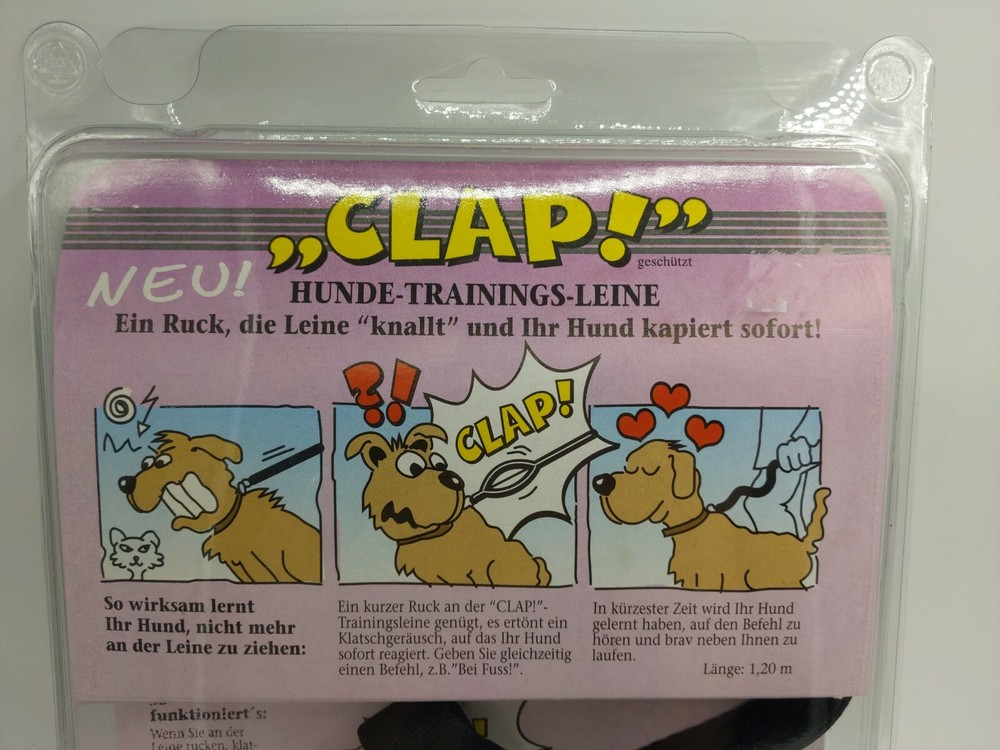 „CLAP!”
geschützt
NEU!
HUNDE-TRAININGS-LEINE
Ein Ruck, die Leine “knallt” und Ihr Hund kapiert sofort!
?!
CLAP!
So wirksam lernt
Ihr Hund, nicht mehr
an der Leine zu ziehen:
Ein kurzer Ruck an der “CLAP!”-
Trainingsleine genügt, es ertönt ein
Klatschgeräusch, auf das Ihr Hund
sofort reagiert. Geben Sie gleichzeitig
einen Befehl, z.B.”Bei Fuss!”.
In kürzester Zeit wird Ihr Hund
gelernt haben, auf den Befehl zu
hören und brav neben Ihnen zu
laufen.
Länge: 1,20 m
funktioniert´s:
Wenn Sie an der
Leine rucken, klat-